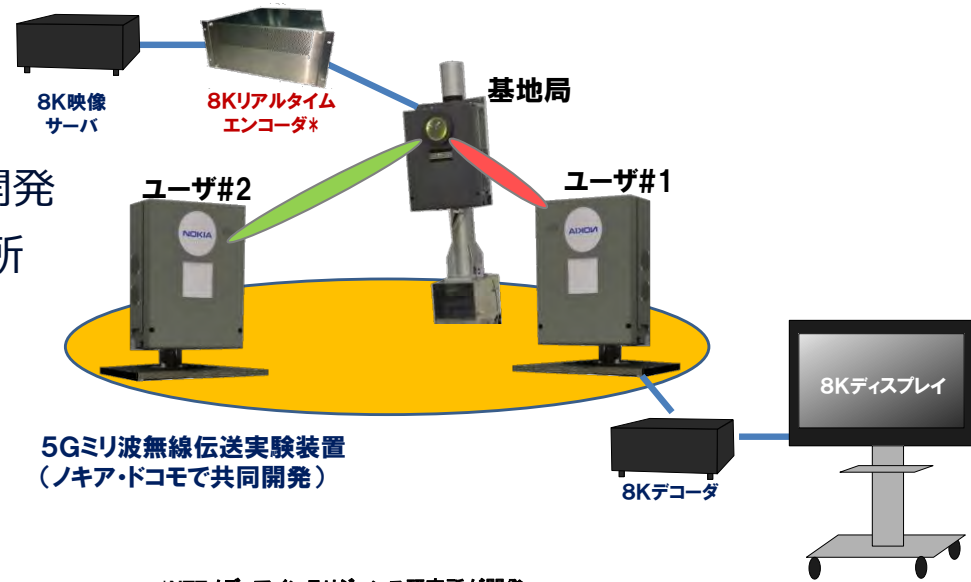 8K映像
サーバ
8Kリアルタイム
エンコーダ*
基地局
開発
所
ユーザ#2
ユーザ#1
NOKIA
NOKIA
8Kディスプレイ
5Gミリ波無線伝送実験装置
(ノキア・ドコモで共同開発)
8Kデコーダ